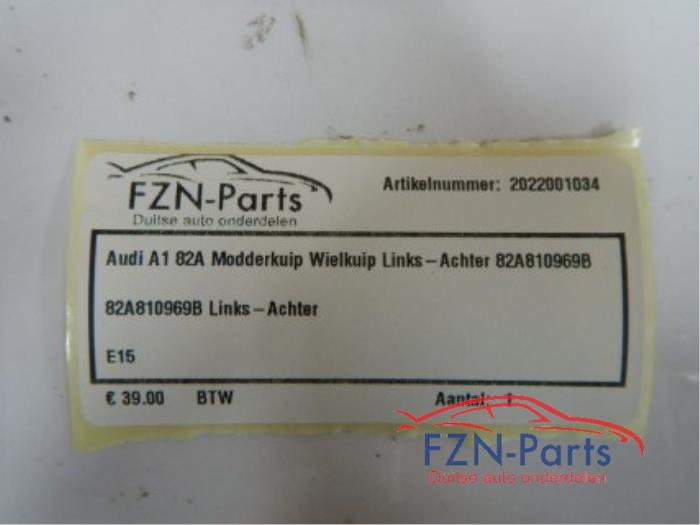 FZN-Parts
Duitse auto onderdelen
Artikelnummer: 2022001034
Audi A1 82A Modderkuip Wielkuip Links-Achter 82A810969B
82A810969B Links-Achter
E15
€ 39.00 BTW Aantal: 1
FZN-Parts
Duitse auto onderdelen